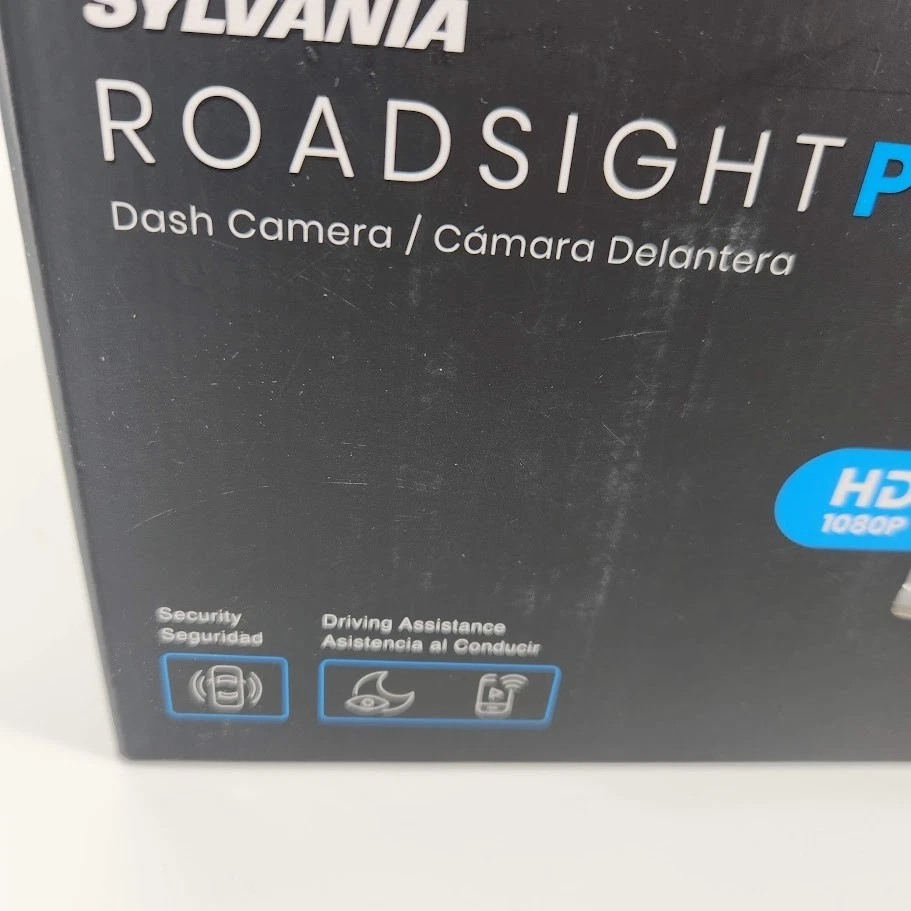 SYLVANIA
ROADSIGHT P
Dash Camera / Cámara Delantera
HD
1080P
Security
Seguridad
Driving Assistance
Asistencia al Conducir